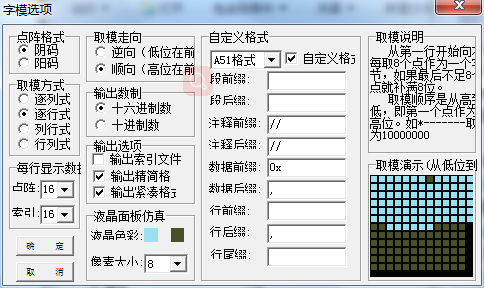 字模选项
点阵格式
阴码
阳码
取模方式
逐列式
逐行式
列行式
行列式
每行显示数据
点阵: 16
索引: 16
确 定
取 消
取模走向
逆向(低位在前
顺向(高位在前
输出数制
十六进制数
十进制数
输出选项
输出索引文件
输出精简格
输出紧凑格式
液晶面板仿真
液晶色彩:
像素大小: 8
自定义格式
A51格式
自定义格式
段前缀:
段后缀:
注释前缀: //
注释后缀: //
数据前缀: 0x
数据后缀: ,
行前缀:
行后缀: ,
行尾缀:
取模说明
从第一行开始向
每取8个点作为一个字
节，如果最后不足8个
点就补满8位。
取模顺序是从高到
低，即第一个点作为
高位。如*-------取
为10000000
取模演示(从低位到